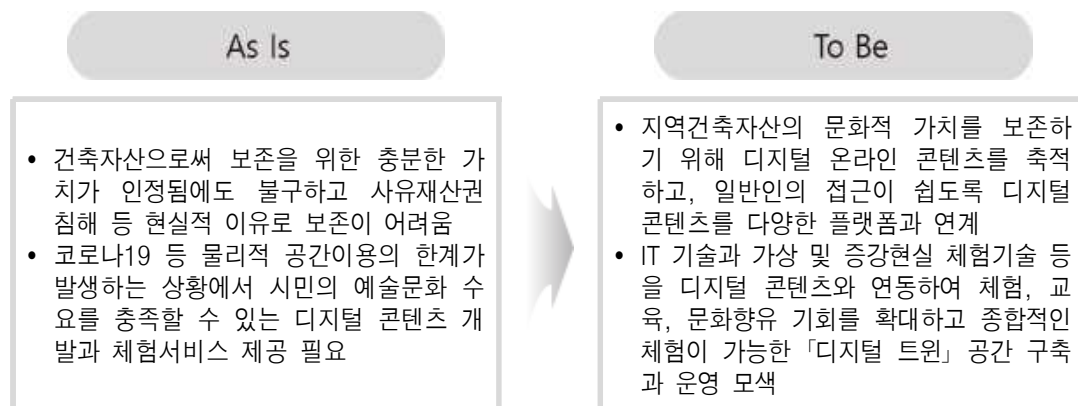 As Is
• 건축자산으로써 보존을 위한 충분한 가
치가 인정됨에도 불구하고 사유재산권
침해 등 현실적 이유로 보존이 어려움
• 코로나19 등 물리적 공간이용의 한계가
발생하는 상황에서 시민의 예술문화 수
요를 충족할 수 있는 디지털 콘텐츠 개
발과 체험서비스 제공 필요
To Be
• 지역건축자산의 문화적 가치를 보존하
기 위해 디지털 온라인 콘텐츠를 축적
하고, 일반인의 접근이 쉽도록 디지털
콘텐츠를 다양한 플랫폼과 연계
• IT 기술과 가상 및 증강현실 체험기술 등
을 디지털 콘텐츠와 연동하여 체험, 교
육, 문화향유 기회를 확대하고 종합적인
체험이 가능한「디지털 트윈」공간 구축
과 운영 모색